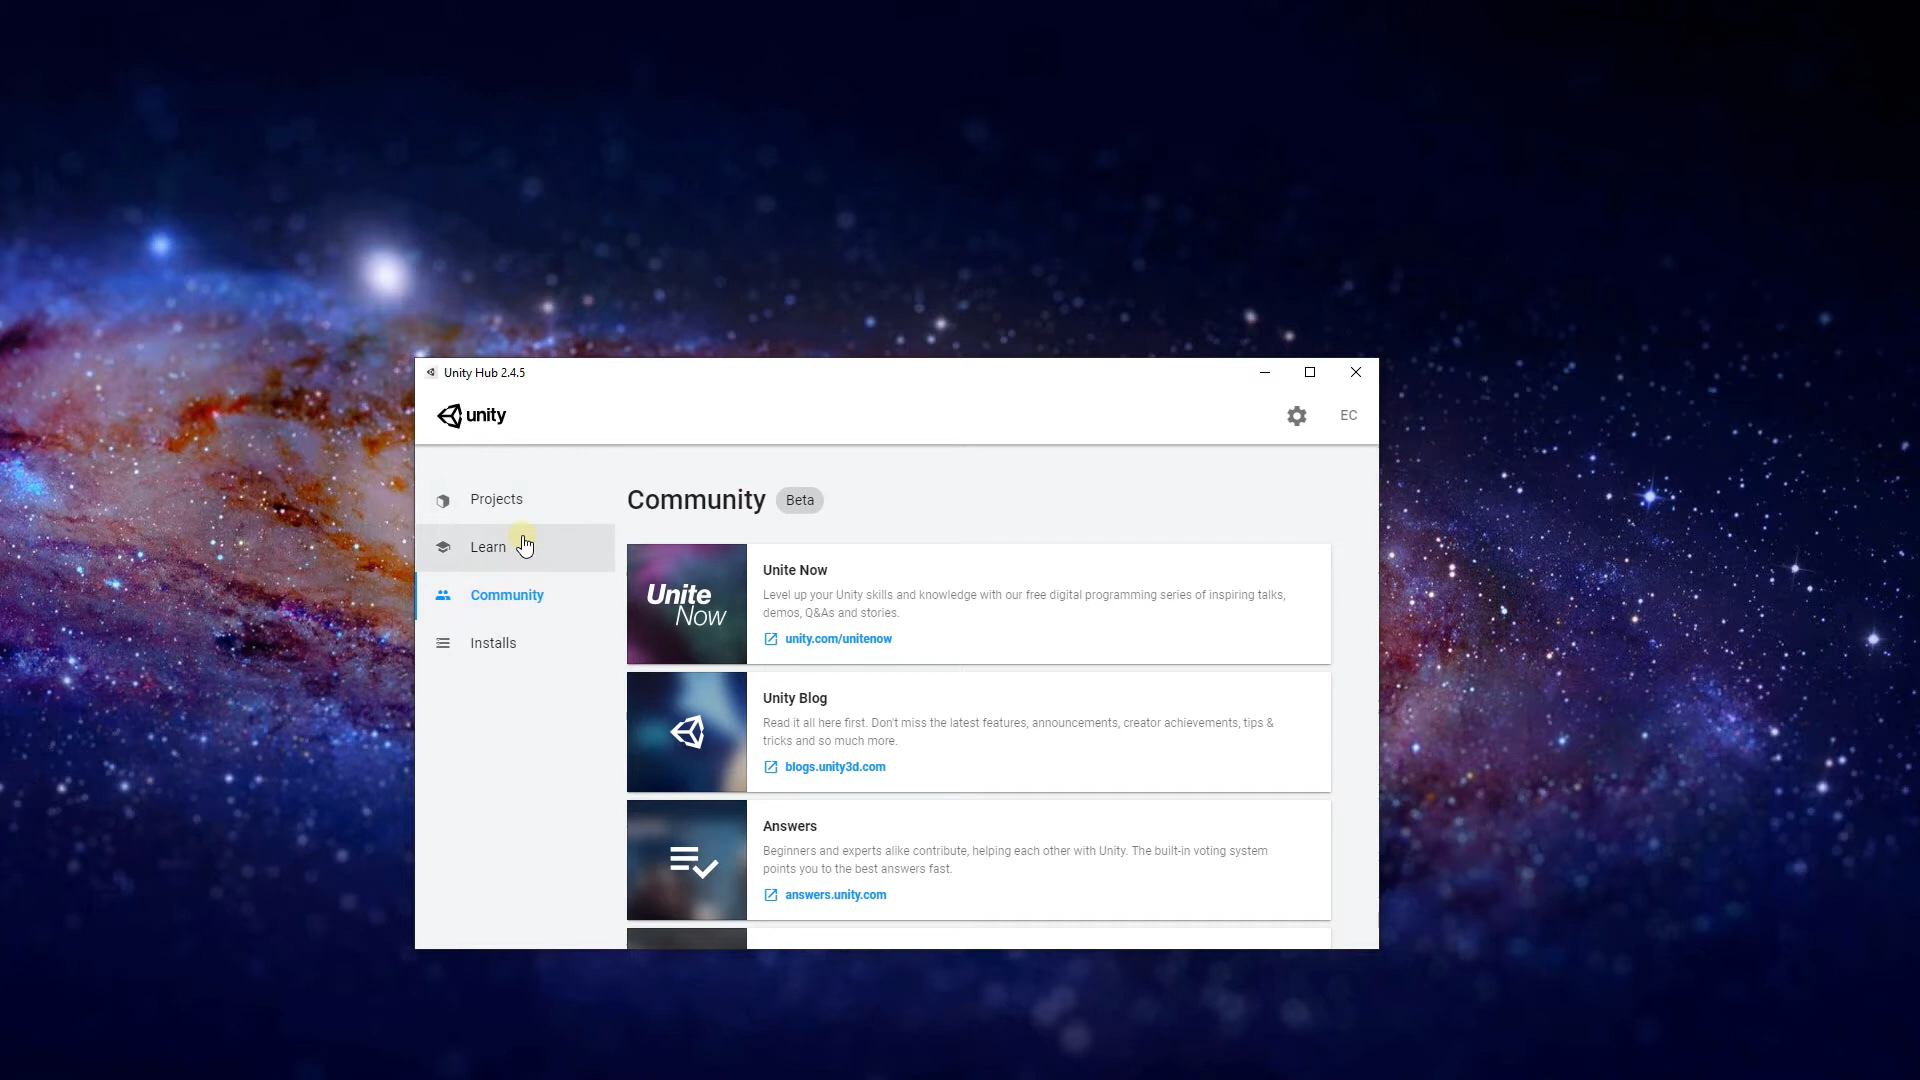 Unity Hub 2.4.5
unity
EC
Projects
Learn
Community
Installs
Community Beta
Unite Now
Unite Now
Level up your Unity skills and knowledge with our free digital programming series of inspiring talks,
demos, Q&As and stories.
unity.com/unitenow
Unity Blog
Read it all here first. Don't miss the latest features, announcements, creator achievements, tips &
tricks and so much more.
blogs.unity3d.com
Answers
Beginners and experts alike contribute, helping each other with Unity. The built-in voting system
points you to the best answers fast.
answers.unity.com